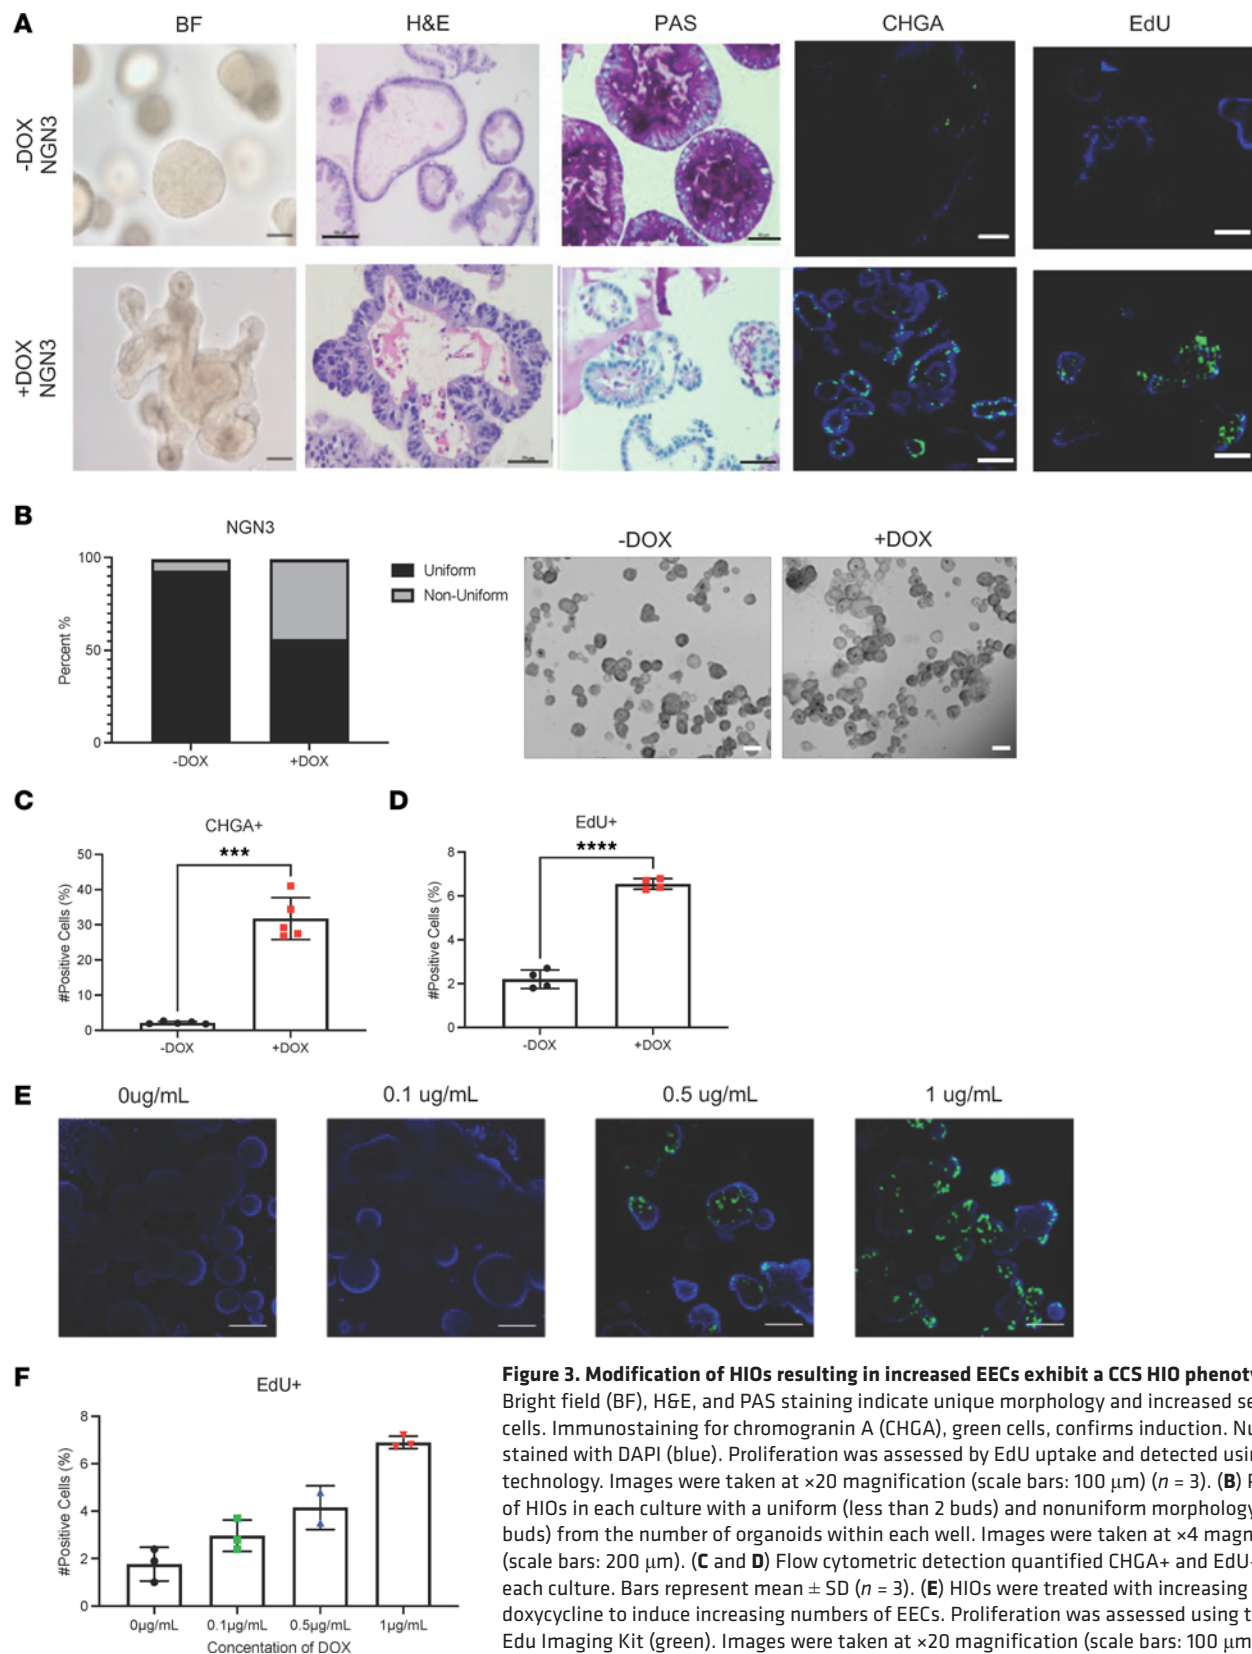 A
BF
H&E
PAS
CHGA
EdU
-DOX
NGN3
+DOX
NGN3
B
NGN3
100
50
0
Percent %
-DOX
+DOX
Uniform
Non-Uniform
-DOX
+DOX
C
CHGA+
***
50
40
30
20
10
0
#Positive Cells (%)
-DOX
+DOX
D
EdU+
****
8
6
4
2
0
#Positive Cells (%)
-DOX
+DOX
E
0ug/mL
0.1 ug/mL
0.5 ug/mL
1 ug/mL
F
EdU+
8
6
4
2
0
#Positive Cells (%)
0µg/mL
0.1µg/mL
0.5µg/mL
1µg/mL
Concentation of DOX
Figure 3. Modification of HIOs resulting in increased EECs exhibit a CCS HIO phenoty
Bright field (BF), H&E, and PAS staining indicate unique morphology and increased se
cells. Immunostaining for chromogranin A (CHGA), green cells, confirms induction. Nu
stained with DAPI (blue). Proliferation was assessed by EdU uptake and detected usin
technology. Images were taken at ×20 magnification (scale bars: 100 µm) (n = 3). (B) P
of HIOs in each culture with a uniform (less than 2 buds) and nonuniform morphology
buds) from the number of organoids within each well. Images were taken at ×4 magn
(scale bars: 200 µm). (C and D) Flow cytometric detection quantified CHGA+ and EdU+
each culture. Bars represent mean ± SD (n = 3). (E) HIOs were treated with increasing
doxycycline to induce increasing numbers of EECs. Proliferation was assessed using t
Edu Imaging Kit (green). Images were taken at ×20 magnification (scale bars: 100 µm